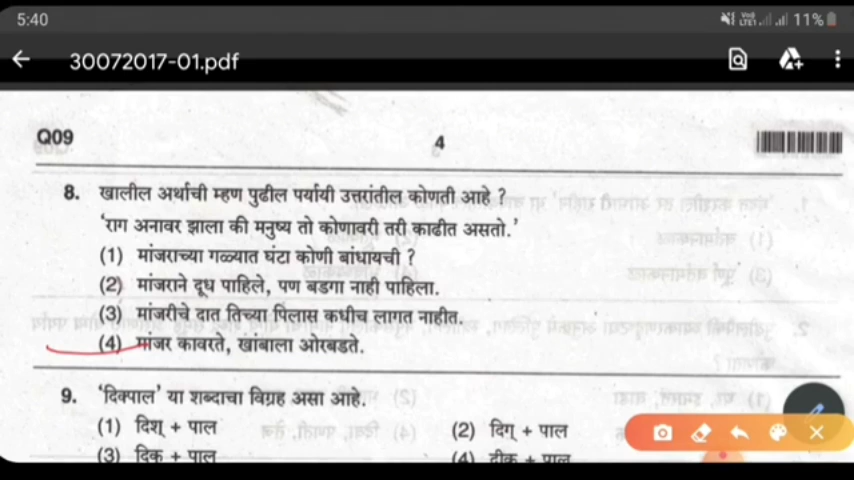 5:40
11%
30072017-01.pdf
Q09
4
8. खालील अर्थाची म्हण पुढील पर्यायी उत्तरांतील कोणती आहे ?
'राग अनावर झाला की मनुष्य तो कोणावरी तरी काढीत असतो.'
(1) मांजराच्या गळ्यात घंटा कोणी बांधायची ?
(2) मांजराने दूध पाहिले, पण बडगा नाही पाहिला.
(3) मांजरीचे दात तिच्या पिलास कधीच लागत नाहीत.
(4) मांजर कावरते, खांबाला ओरबडते.
9. 'दिक्पाल' या शब्दाचा विग्रह असा आहे.
(1) दिश् + पाल
(2) दिग् + पाल
(3) दिक् + पाल
(4) दीक् + पाल